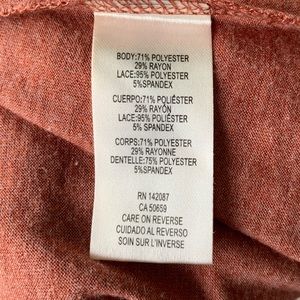 BODY:71% POLYESTER
29% RAYON
LACE:95% POLYESTER
5%SPANDEX
CUERPO:71% POLIÉSTER
29% RAYÓN
LACE:95% POLYESTER
5%SPANDEX
CORPS:71% POLYESTER
29% RAYONNE
DENTELLE:75% POLYESTER
5%SPANDEX
RN 142087
CA 50659
CARE ON REVERSE
CUIDADO AL REVERSO
SOIN SUR L'INVERSE